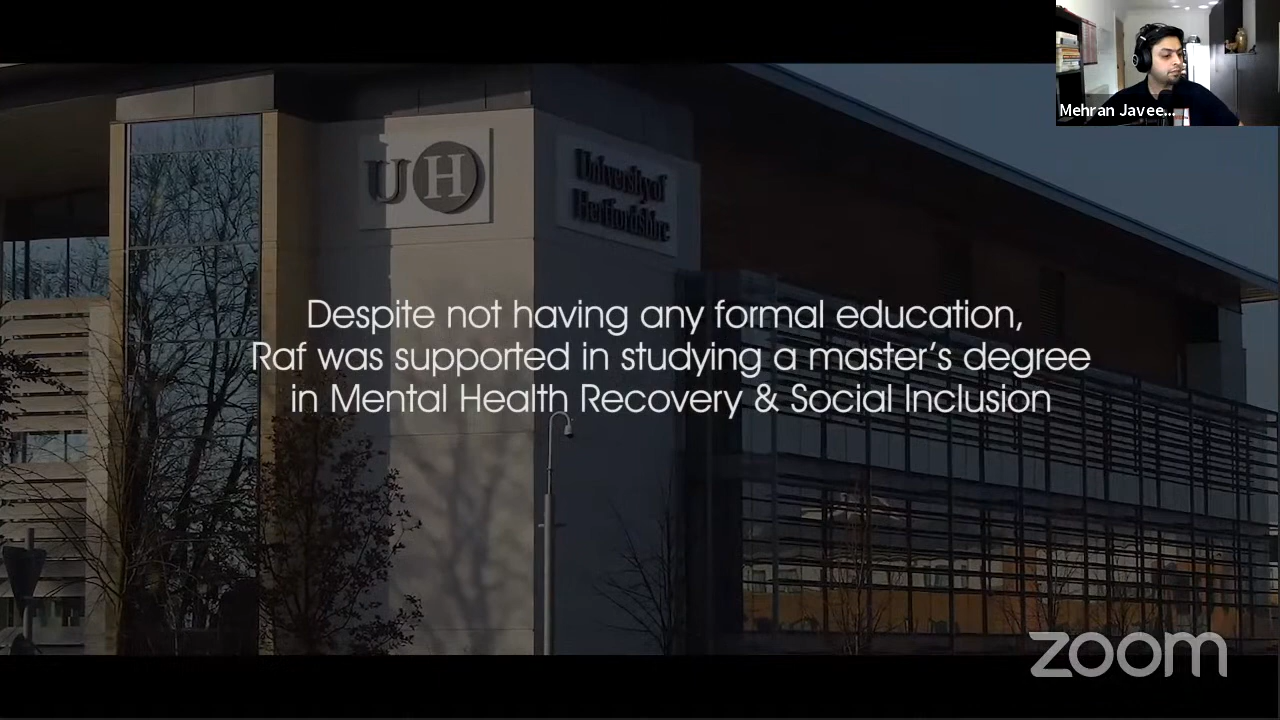 Mehran Javee...
UH
University of
Hertfordshire
Despite not having any formal education,
Raf was supported in studying a master's degree
in Mental Health Recovery & Social Inclusion
zoom